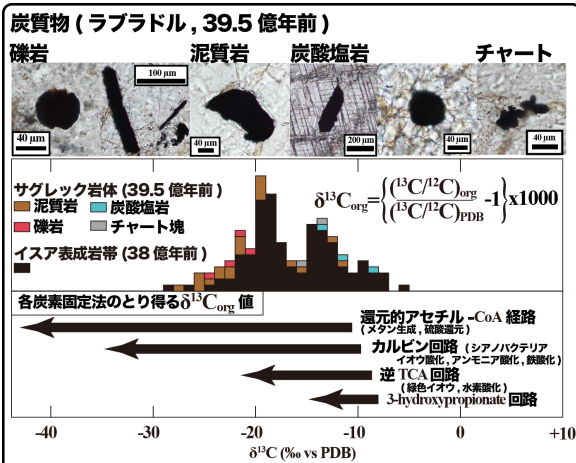 炭質物 ( ラブラドル , 39.5 億年前 )
礫岩 泥質岩 炭酸塩岩 チャート
100 µm
40 µm 40 µm 200 µm 40 µm 40 µm
サグレック岩体 (39.5 億年前 )
泥質岩 炭酸塩岩
礫岩 チャート塊
イスア表成岩帯 (38 億年前 )
δ¹³Corg={(¹³C/¹²C)org/(¹³C/¹²C)PDB -1}x1000
各炭素固定法のとり得るδ¹³Corg 値
還元的アセチル -CoA 経路
( メタン生成 , 硫酸還元 )
カルビン回路 ( シアノバクテリア
イオウ酸化 , アンモニア酸化 , 鉄酸化 )
逆 TCA 回路
( 緑色イオウ , 水素酸化 )
3-hydroxypropionate 回路
-40 -30 -20 -10 0 +10
δ¹³C (‰ vs PDB)